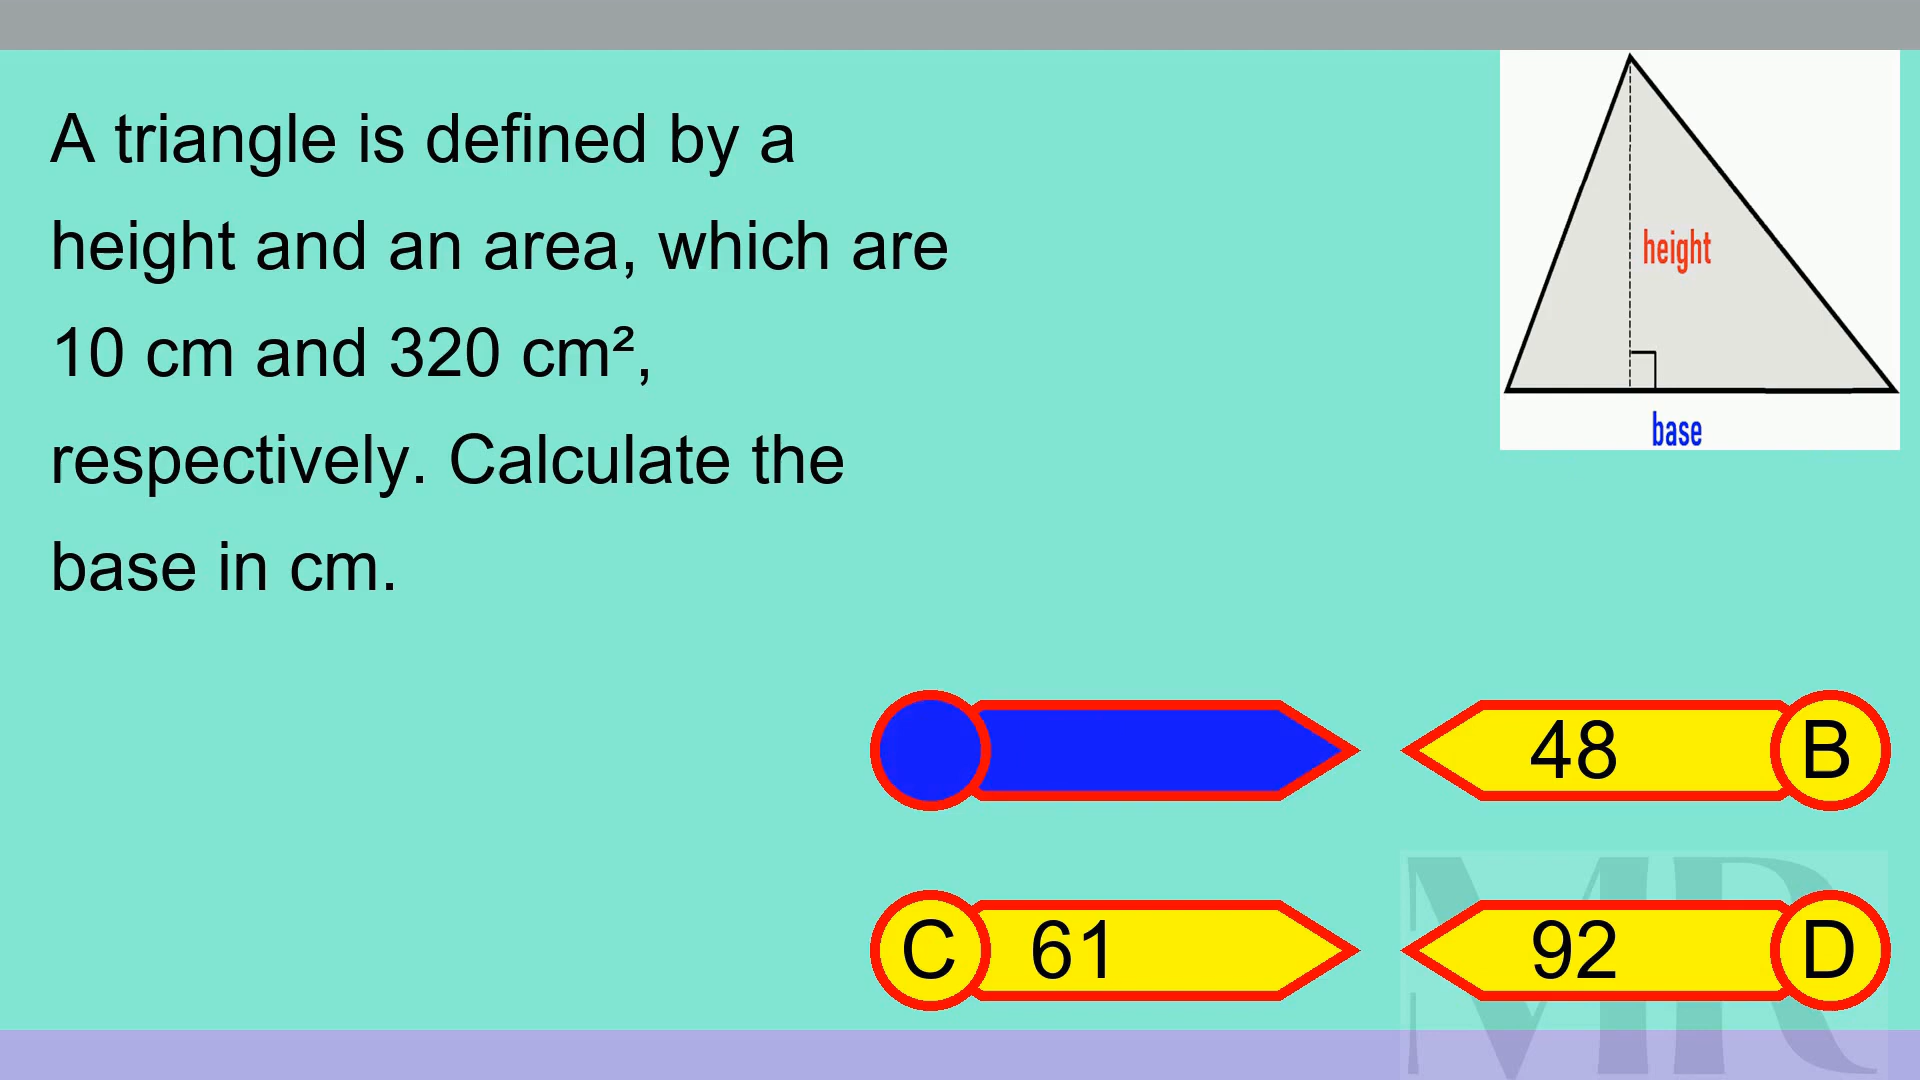 A triangle is defined by a
height and an area, which are
10 cm and 320 cm²,
respectively. Calculate the
base in cm.
height
base
48 B
C 61
92 D
MR